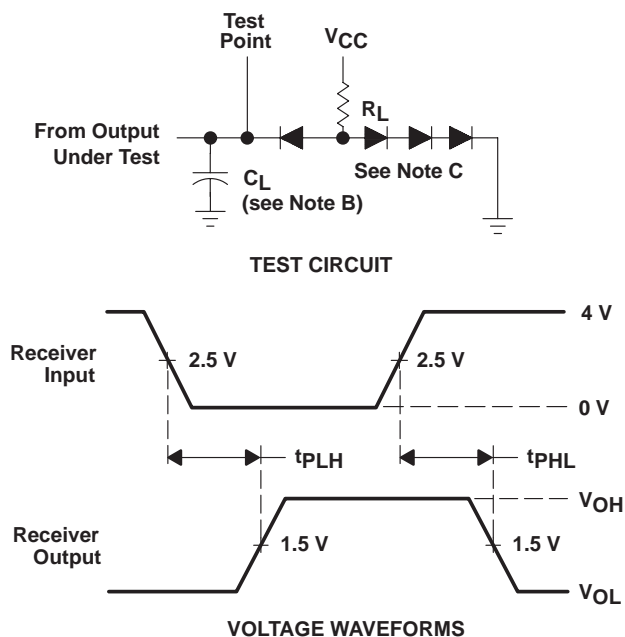 Test
Point
VCC
RL
From Output
Under Test
See Note C
CL
(see Note B)
TEST CIRCUIT
4 V
Receiver
Input
2.5 V
2.5 V
0 V
tPLH
tPHL
VOH
Receiver
Output
1.5 V
1.5 V
VOL
VOLTAGE WAVEFORMS